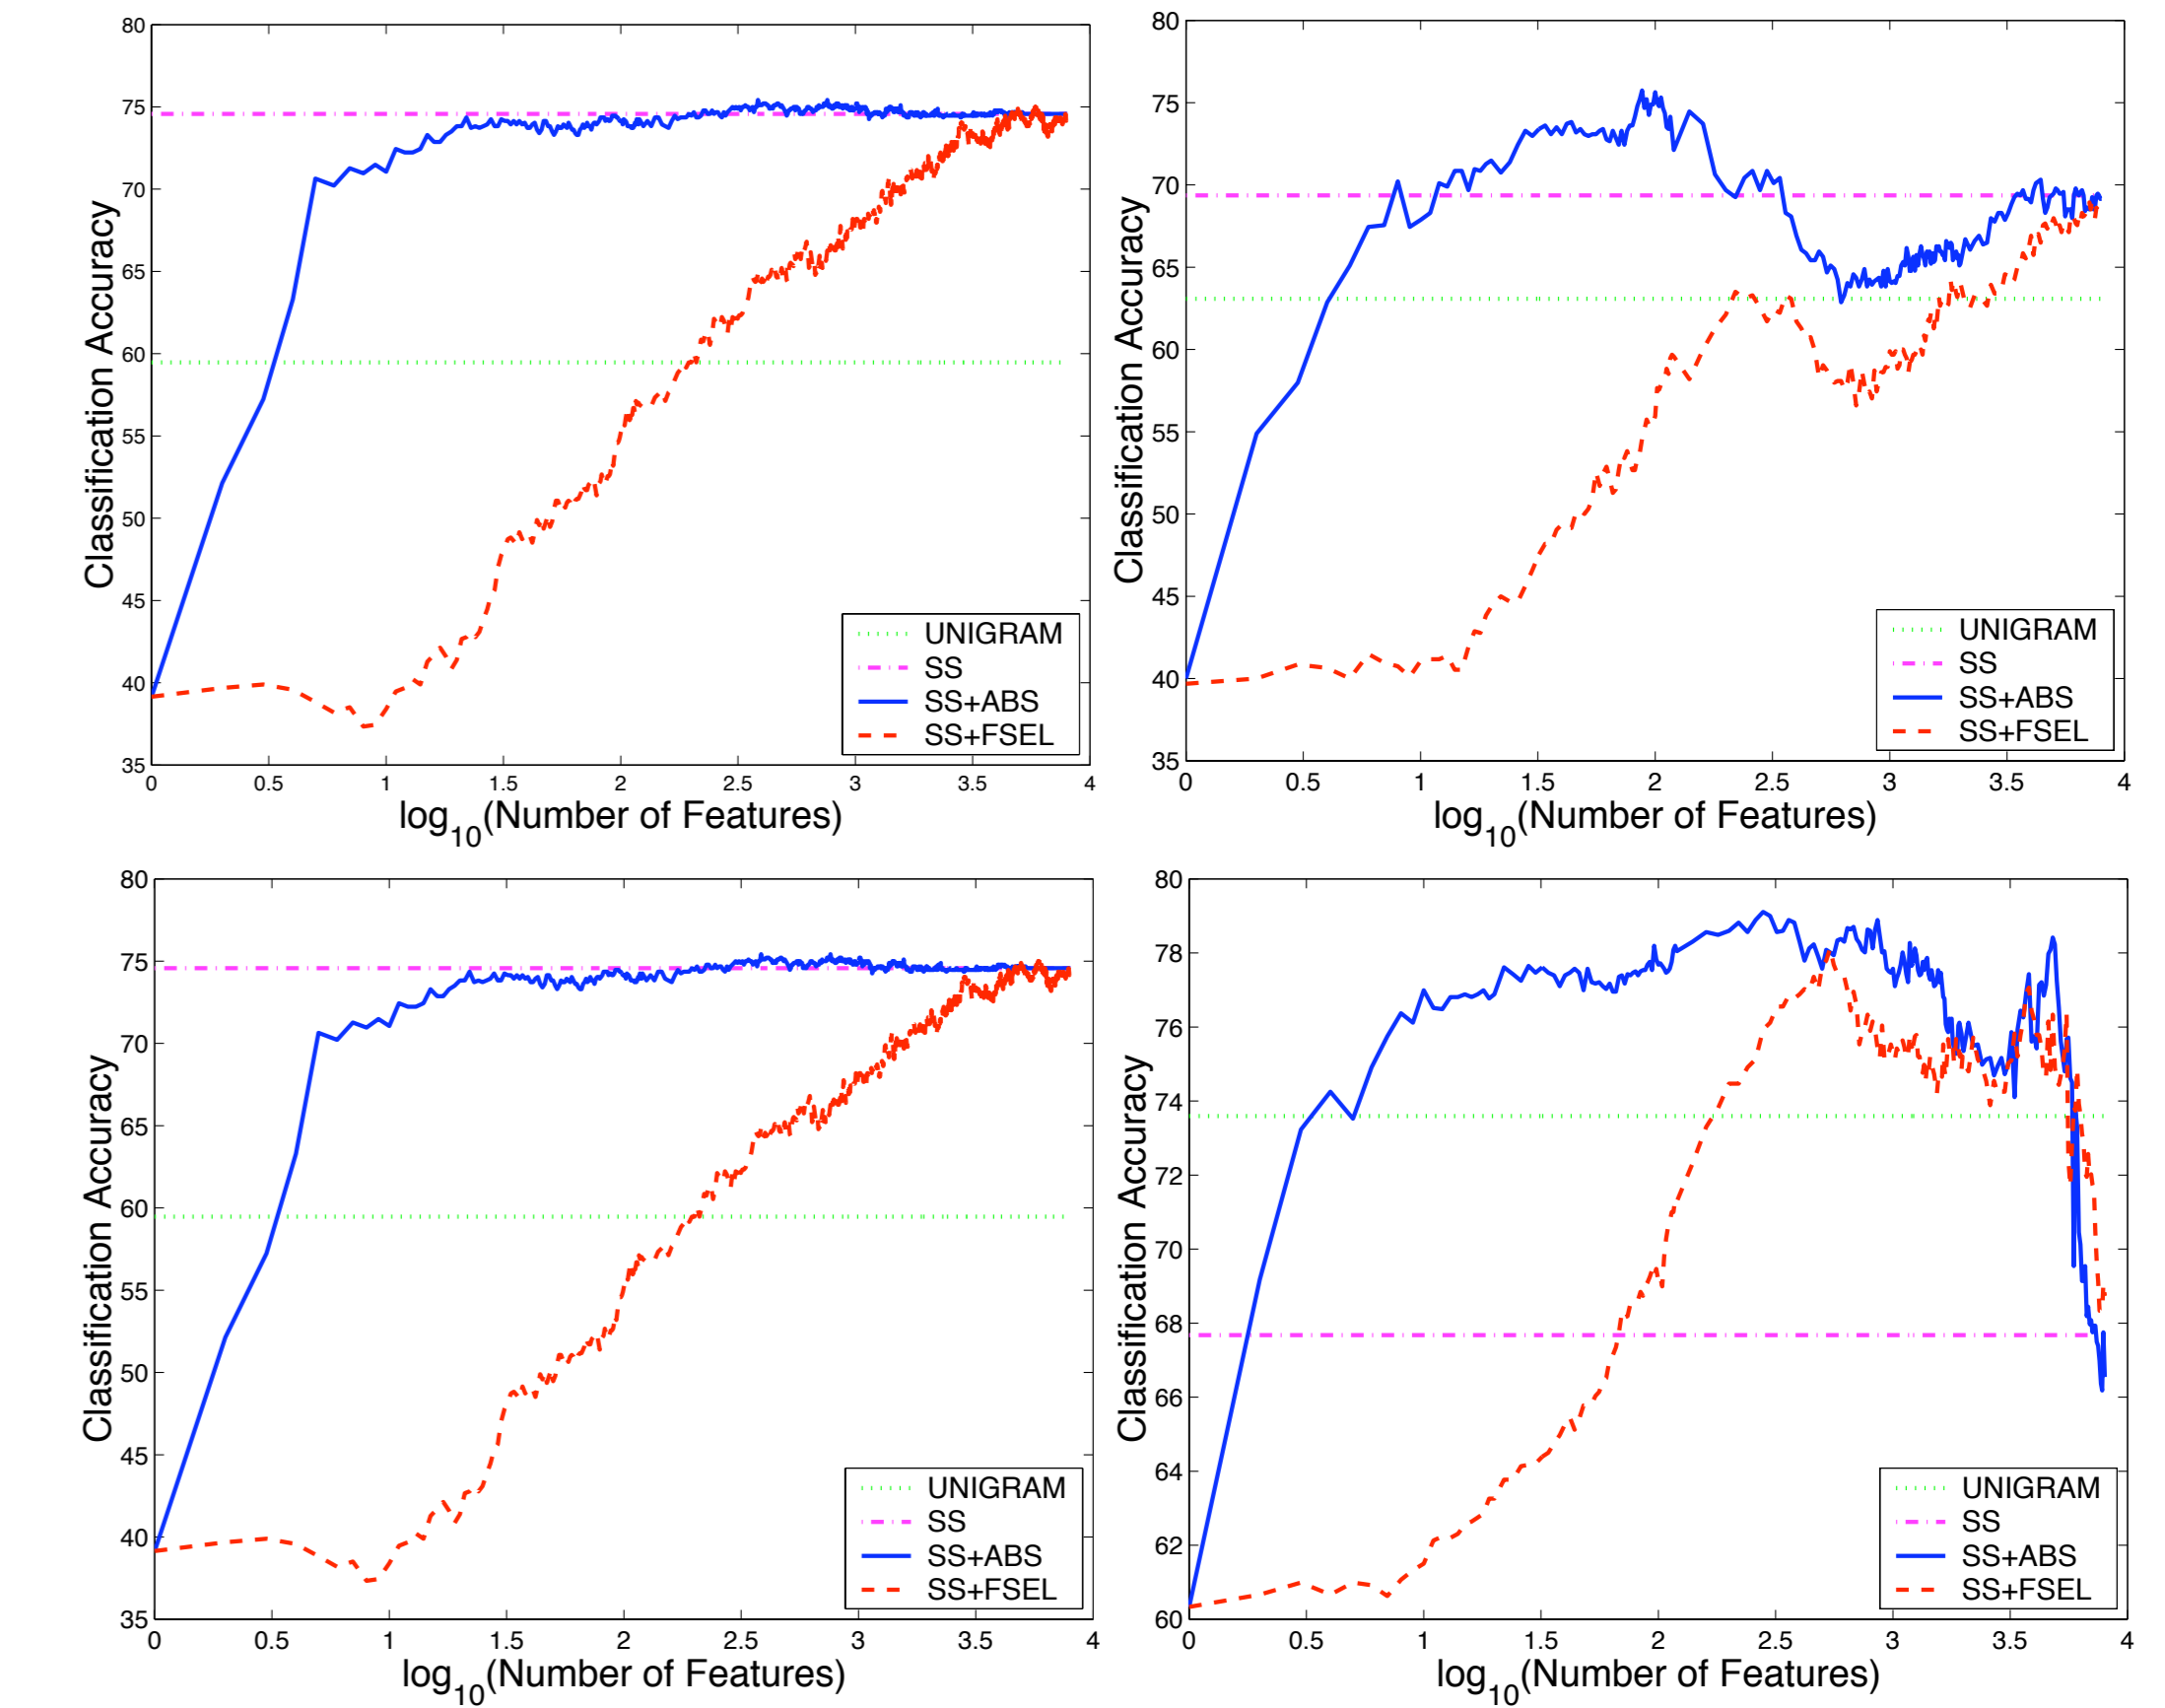 80
75
70
65
60
55
50
45
40
35
Classification Accuracy
UNIGRAM
SS
SS+ABS
SS+FSEL
0 0.5 1 1.5 2 2.5 3 3.5 4
log10(Number of Features)
80
75
70
65
60
55
50
45
40
35
Classification Accuracy
UNIGRAM
SS
SS+ABS
SS+FSEL
0 0.5 1 1.5 2 2.5 3 3.5 4
log10(Number of Features)
80
75
70
65
60
55
50
45
40
35
Classification Accuracy
UNIGRAM
SS
SS+ABS
SS+FSEL
0 0.5 1 1.5 2 2.5 3 3.5 4
log10(Number of Features)
80
78
76
74
72
70
68
66
64
62
60
Classification Accuracy
UNIGRAM
SS
SS+ABS
SS+FSEL
0 0.5 1 1.5 2 2.5 3 3.5 4
log10(Number of Features)